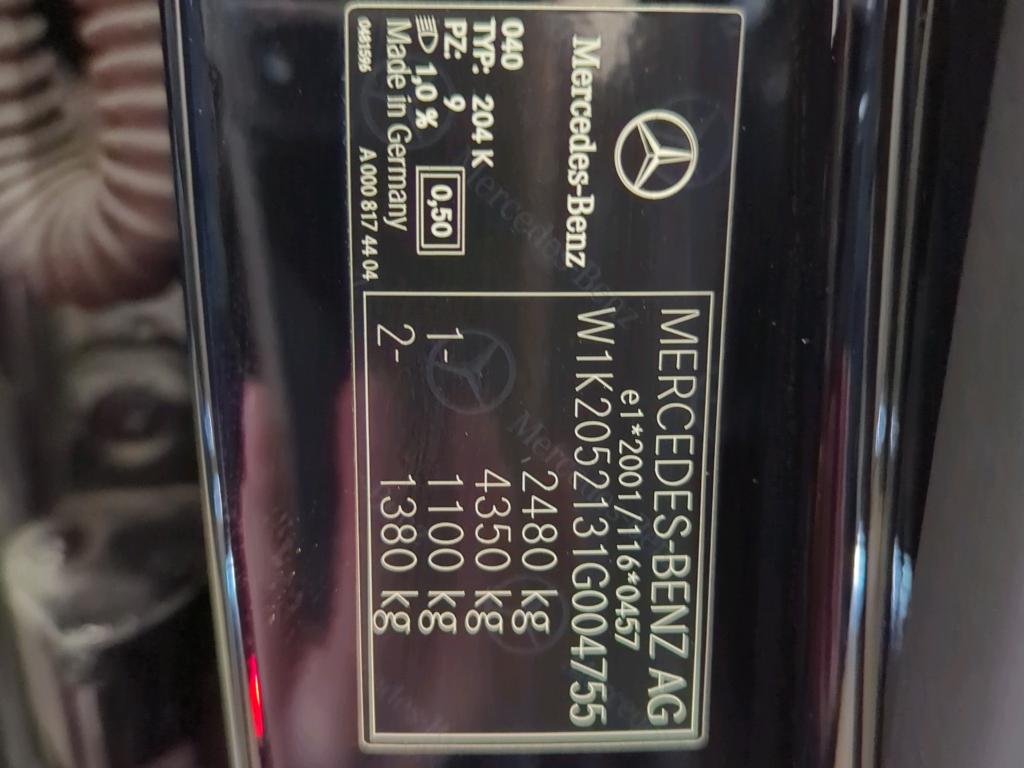 Mercedes-Benz
040
TYP: 204 K
PZ: 9
1,0 %
0,50
Made in Germany
0481596 A 000 817 44 04
MERCEDES-BENZ AG
e1*2001/116*0457
W1K2052131G004755
2480 kg
4350 kg
1- 1100 kg
2- 1380 kg